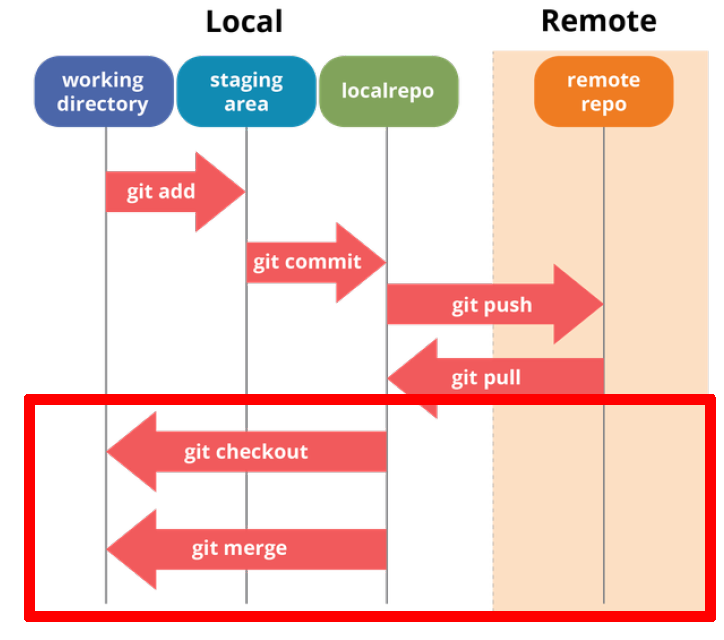 Local
Remote
working
directory
staging
area
localrepo
remote
repo
git add
git commit
git push
git pull
git checkout
git merge